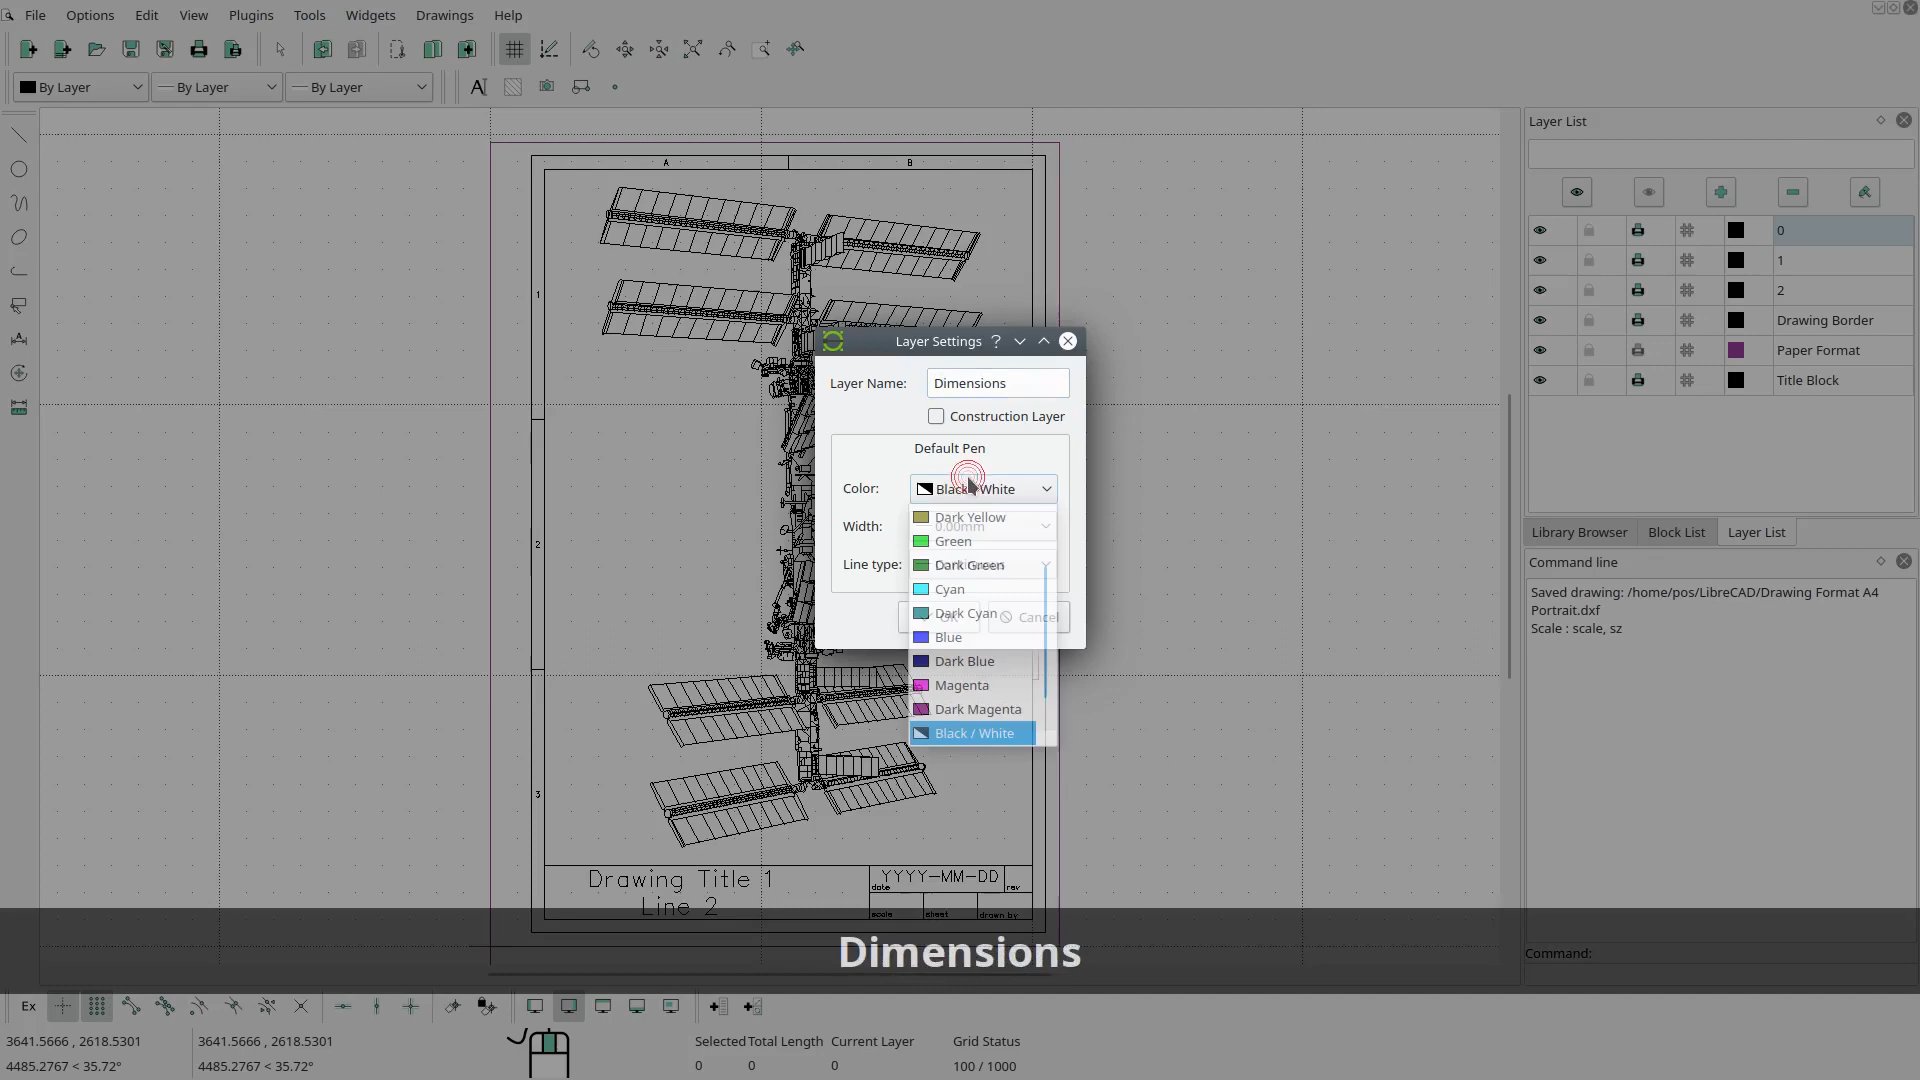 File Options Edit View Plugins Tools Widgets Drawings Help
By Layer By Layer By Layer
Layer List
0
1
2
Drawing Border
Paper Format
Title Block
Library Browser Block List Layer List
Command line
Saved drawing: /home/pos/LibreCAD/Drawing Format A4
Portrait.dxf
Scale : scale, sz
Command:
A B
1
2
3
Layer Settings
Layer Name: Dimensions
Construction Layer
Default Pen
Color: Black / White
Width: 0.00mm
Line type:
Dark Yellow
Green
Dark Green
Cyan
Dark Cyan
Blue
Dark Blue
Magenta
Dark Magenta
Black / White
OK Cancel
Drawing Title 1
Line 2
YYYY-MM-DD
date rev
scale sheet drawn by
Dimensions
Ex
3641.5666 , 2618.5301 3641.5666 , 2618.5301 Selected Total Length Current Layer Grid Status
4485.2767 < 35.72° 4485.2767 < 35.72° 0 0 0 100 / 1000